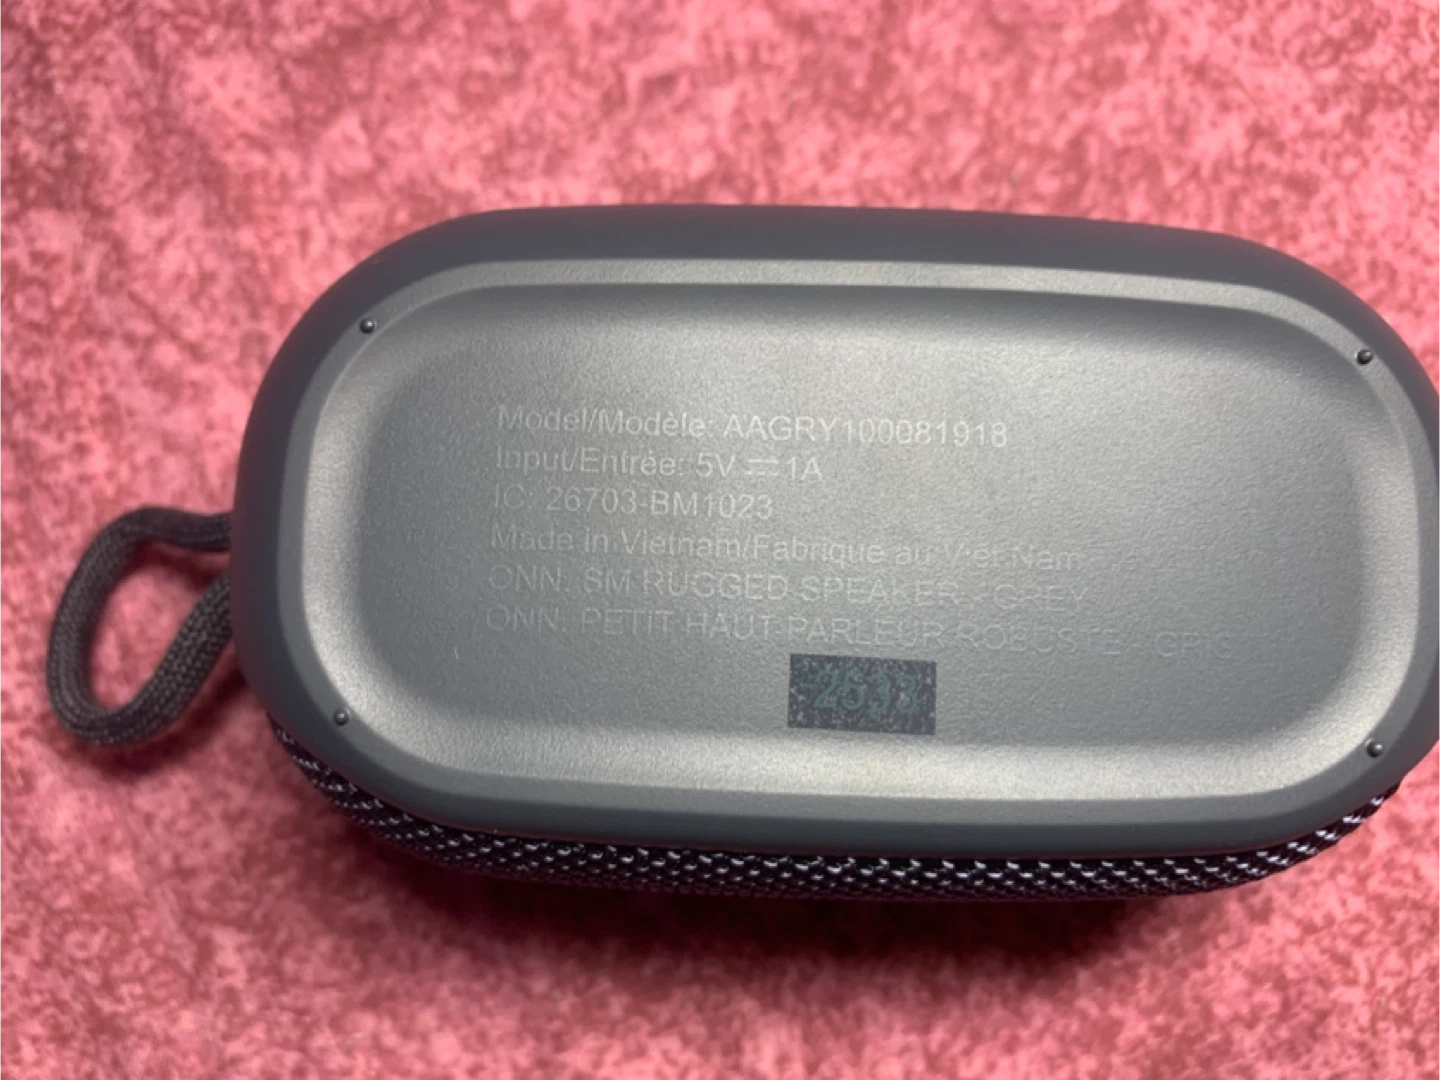 Model/Modèle: AAGRY100081918
Input/Entrée: 5V ⎓ 1A
IC: 26703-BM1023
Made in Vietnam/Fabriqué au Viet Nam
ONN. SM RUGGED SPEAKER - GREY
ONN. PETIT HAUT-PARLEUR ROBUSTE - GRIS
2533